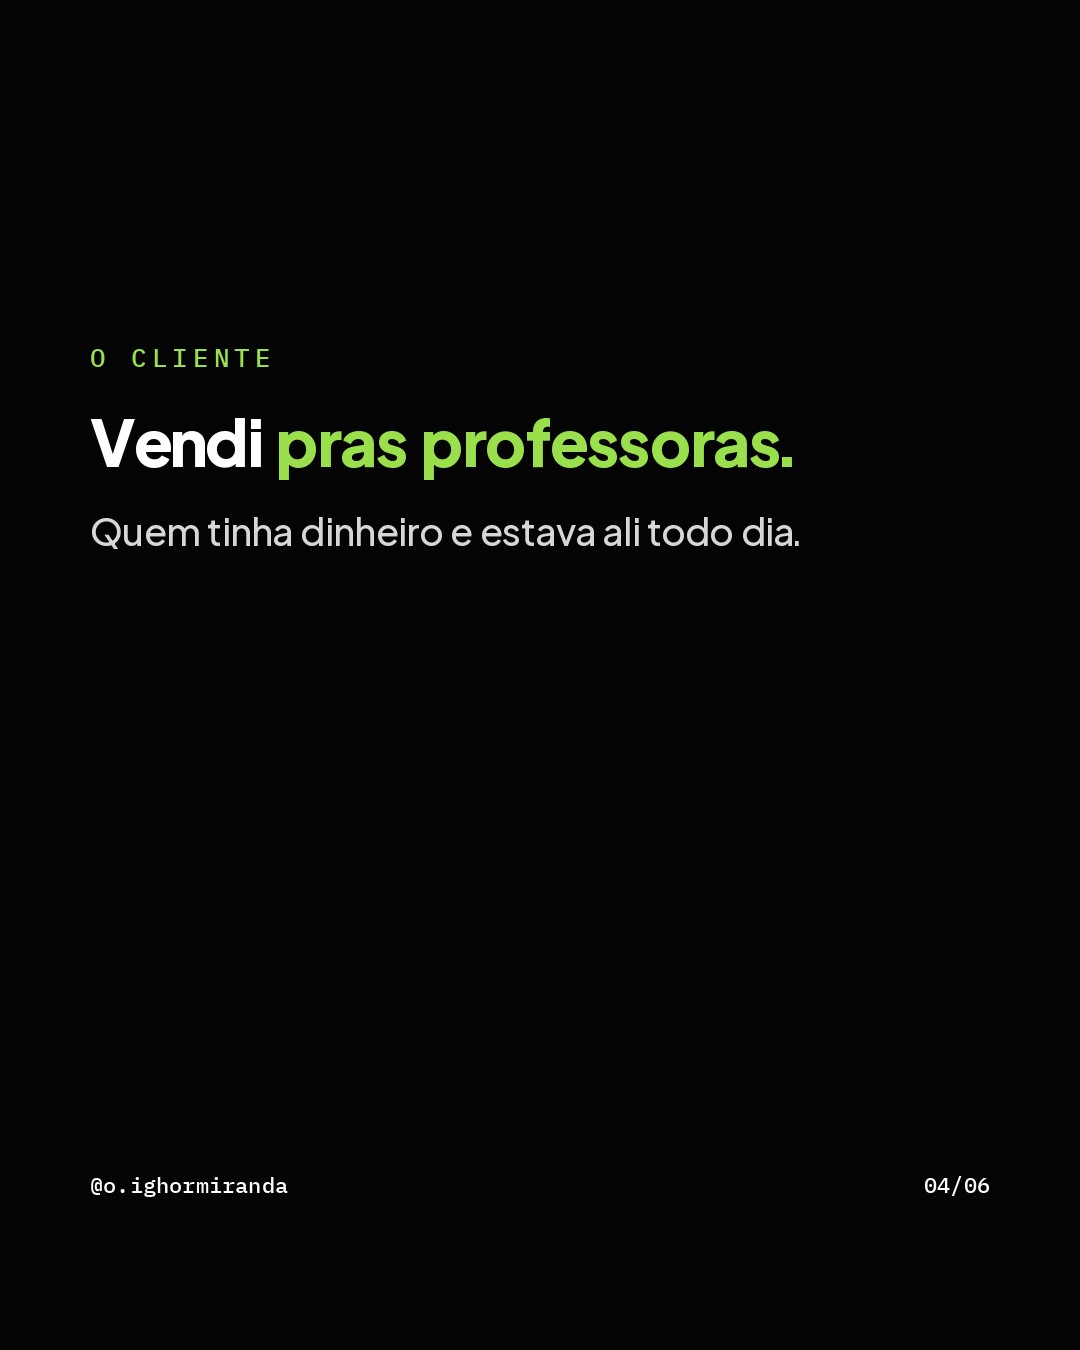 O CLIENTE
Vendi pras professoras.
Quem tinha dinheiro e estava ali todo dia.
@o.ighormiranda
04/06